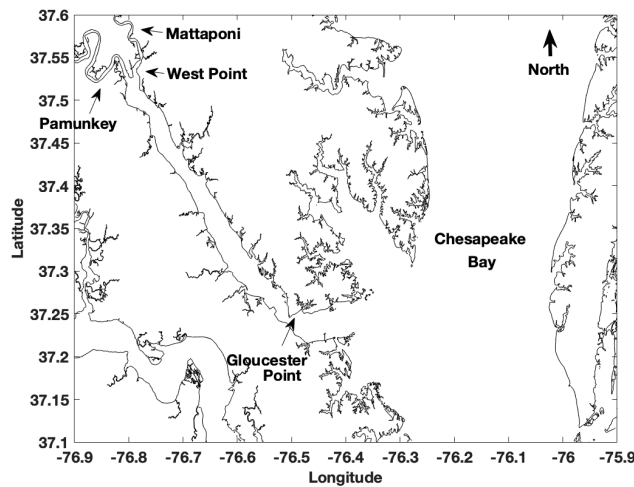 37.6
37.55
37.5
37.45
37.4
37.35
37.3
37.25
37.2
37.15
37.1
Latitude
Mattaponi
West Point
Pamunkey
North
Chesapeake
Bay
Gloucester
Point
-76.9 -76.8 -76.7 -76.6 -76.5 -76.4 -76.3 -76.2 -76.1 -76 -75.9
Longitude